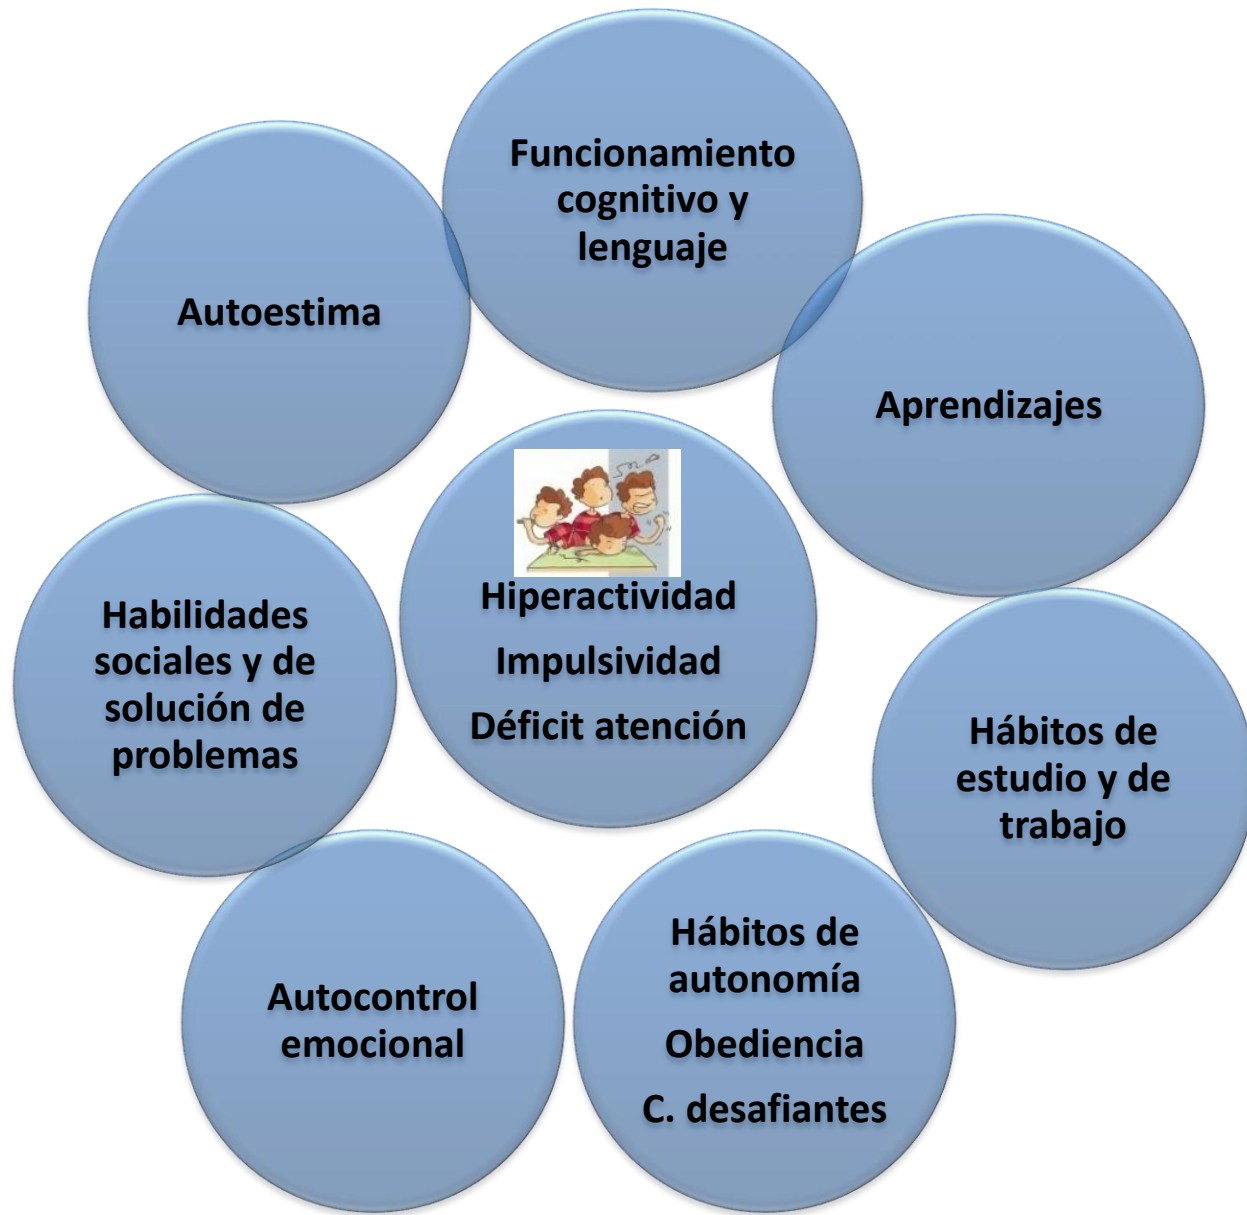 Funcionamiento
cognitivo y
lenguaje
Autoestima
Aprendizajes
Hiperactividad
Impulsividad
Déficit atención
Habilidades
sociales y de
solución de
problemas
Hábitos de
estudio y de
trabajo
Hábitos de
autonomía
Obediencia
C. desafiantes
Autocontrol
emocional